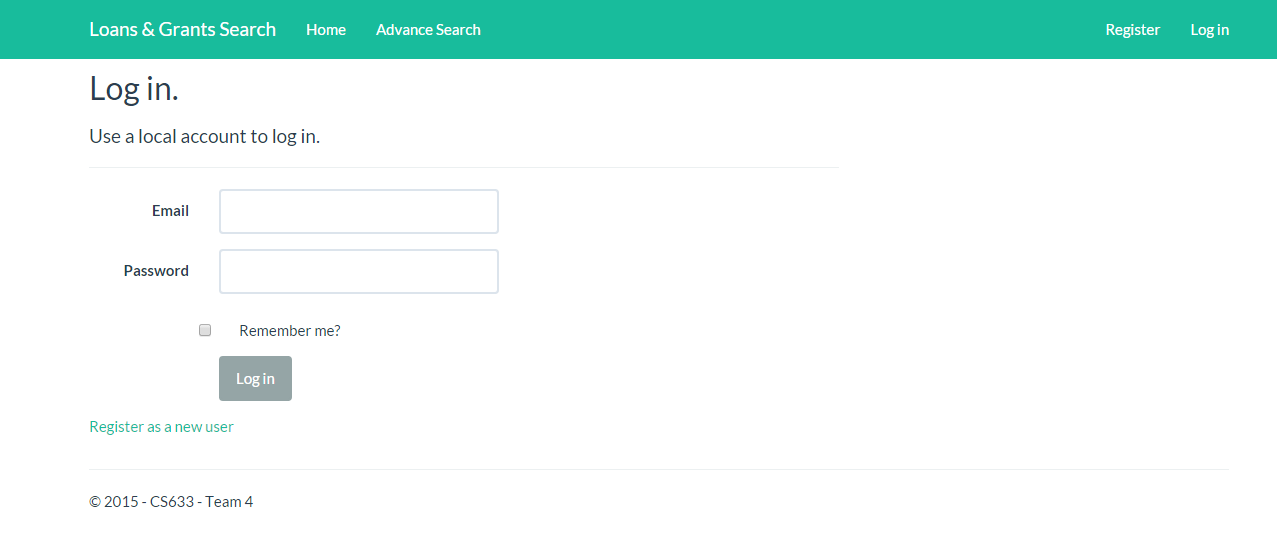 Loans & Grants Search Home Advance Search Register Log in
Log in.
Use a local account to log in.
Email
Password
Remember me?
Log in
Register as a new user
© 2015 - CS633 - Team 4